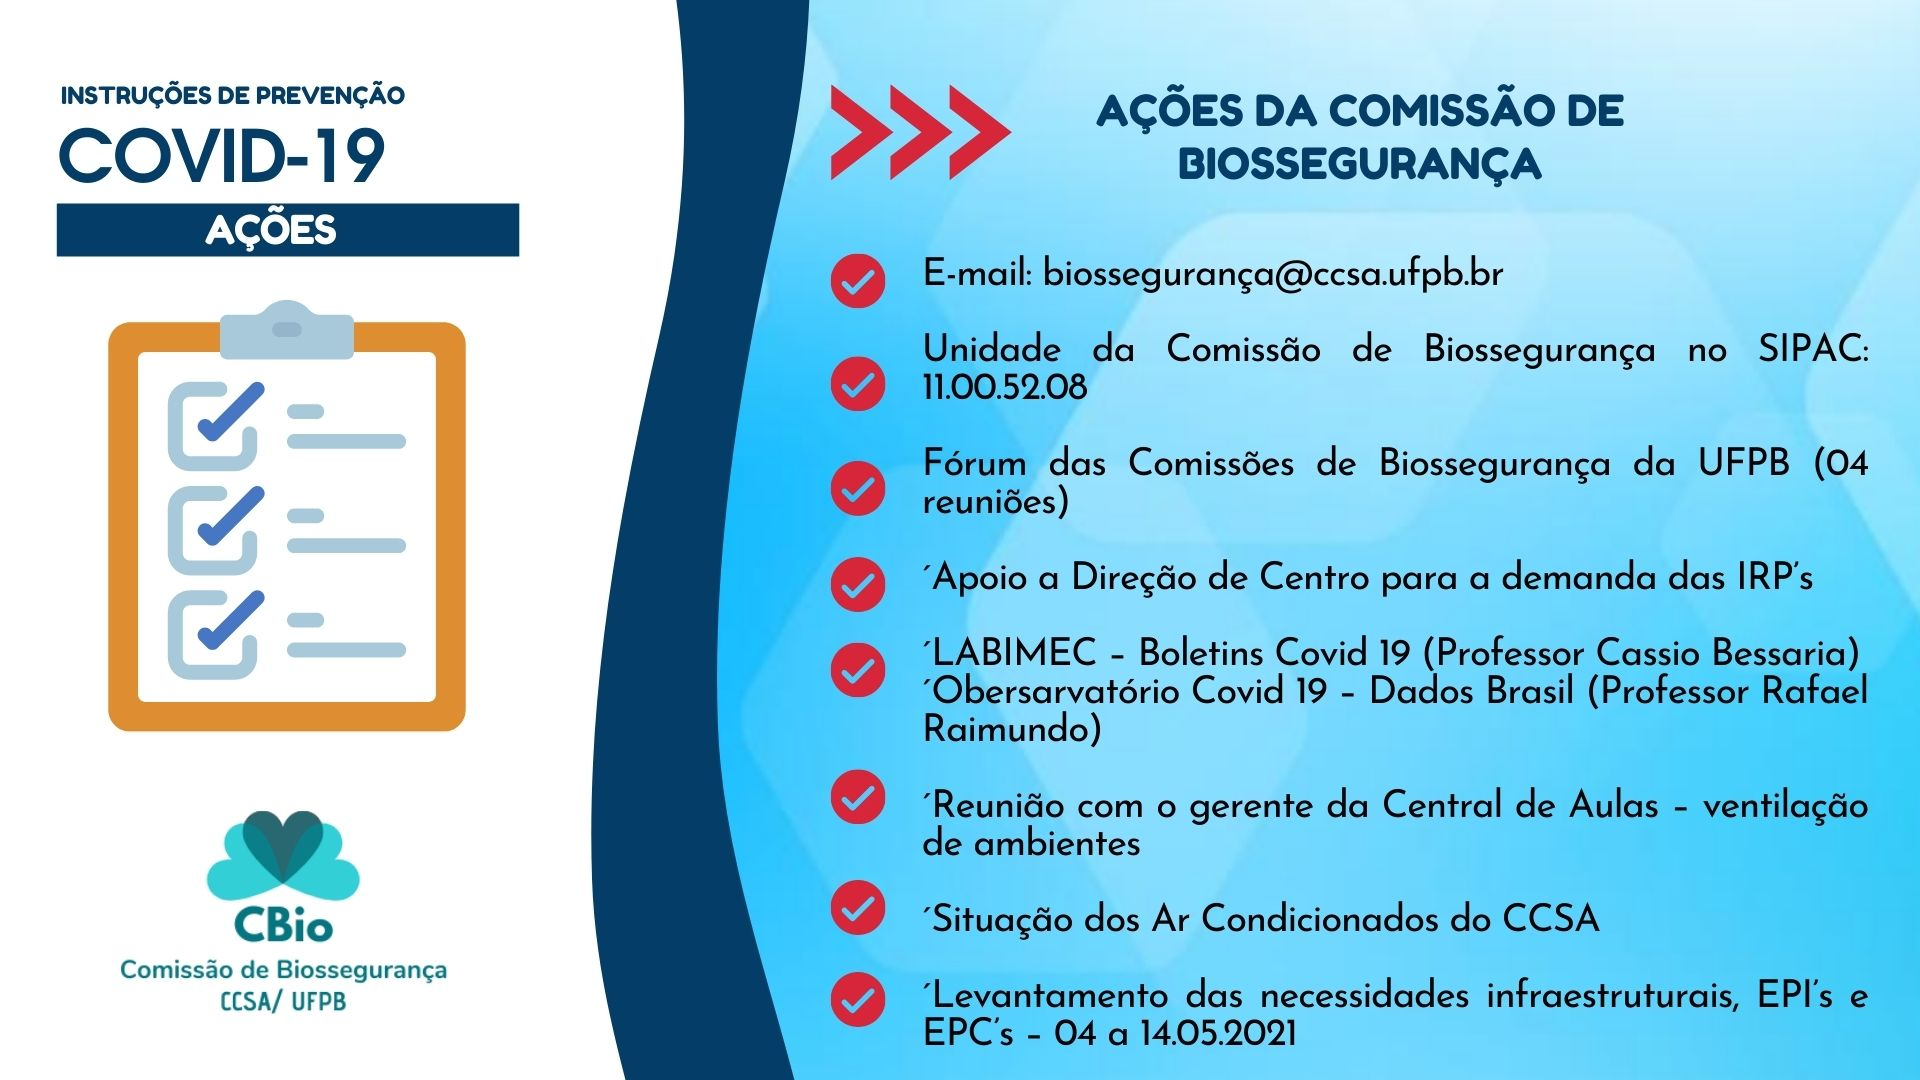 INSTRUÇÕES DE PREVENÇÃO
COVID-19
AÇÕES
CBio
Comissão de Biossegurança
CCSA/ UFPB
AÇÕES DA COMISSÃO DE
BIOSSEGURANÇA
E-mail: biossegurança@ccsa.ufpb.br
Unidade da Comissão de Biossegurança no SIPAC:
11.00.52.08
Fórum das Comissões de Biossegurança da UFPB (04
reuniões)
´Apoio a Direção de Centro para a demanda das IRP’s
´LABIMEC – Boletins Covid 19 (Professor Cassio Bessaria)
´Obersarvatório Covid 19 – Dados Brasil (Professor Rafael
Raimundo)
´Reunião com o gerente da Central de Aulas – ventilação
de ambientes
´Situação dos Ar Condicionados do CCSA
´Levantamento das necessidades infraestruturais, EPI’s e
EPC’s – 04 a 14.05.2021